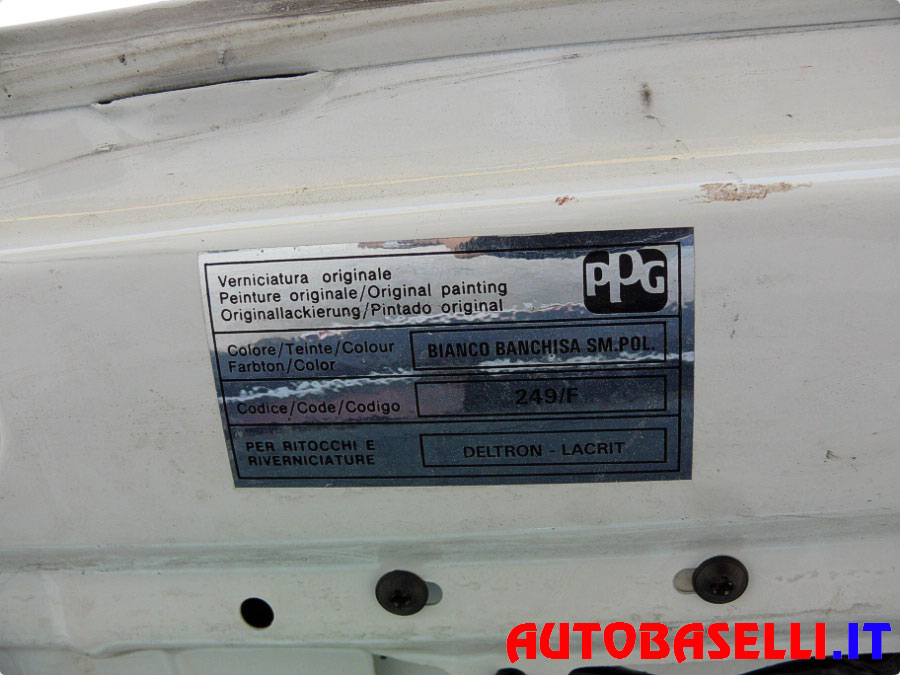 Verniciatura originale
Peinture originale/Original painting
Originallackierung/Pintado original
PPG
Colore/Teinte/Colour
Farbton/Color
BIANCO BANCHISA SM.POL.
Codice/Code/Codigo
249/F
PER RITOCCHI E
RIVERNICIATURE
DELTRON - LACRIT
AUTOBASELLI.IT